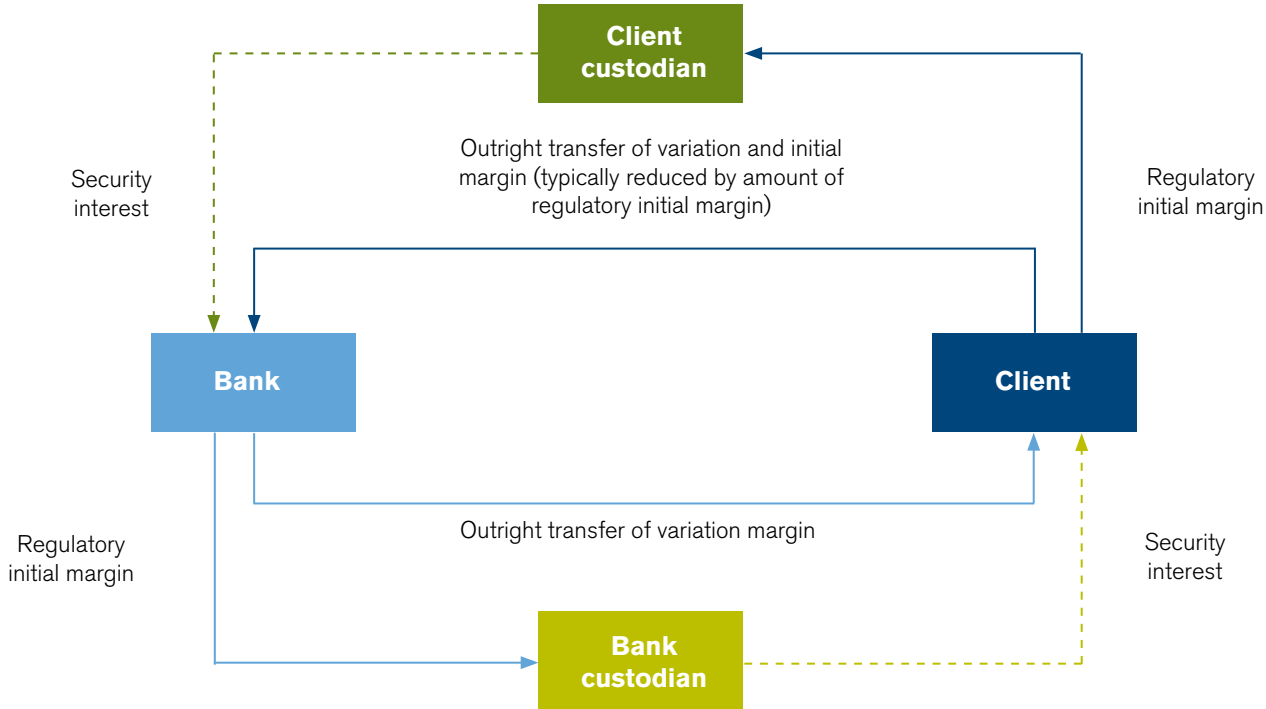 Client
custodian
Outright transfer of variation and initial
margin (typically reduced by amount of
regulatory initial margin)
Security
interest
Regulatory
initial margin
Bank
Client
Outright transfer of variation margin
Regulatory
initial margin
Security
interest
Bank
custodian